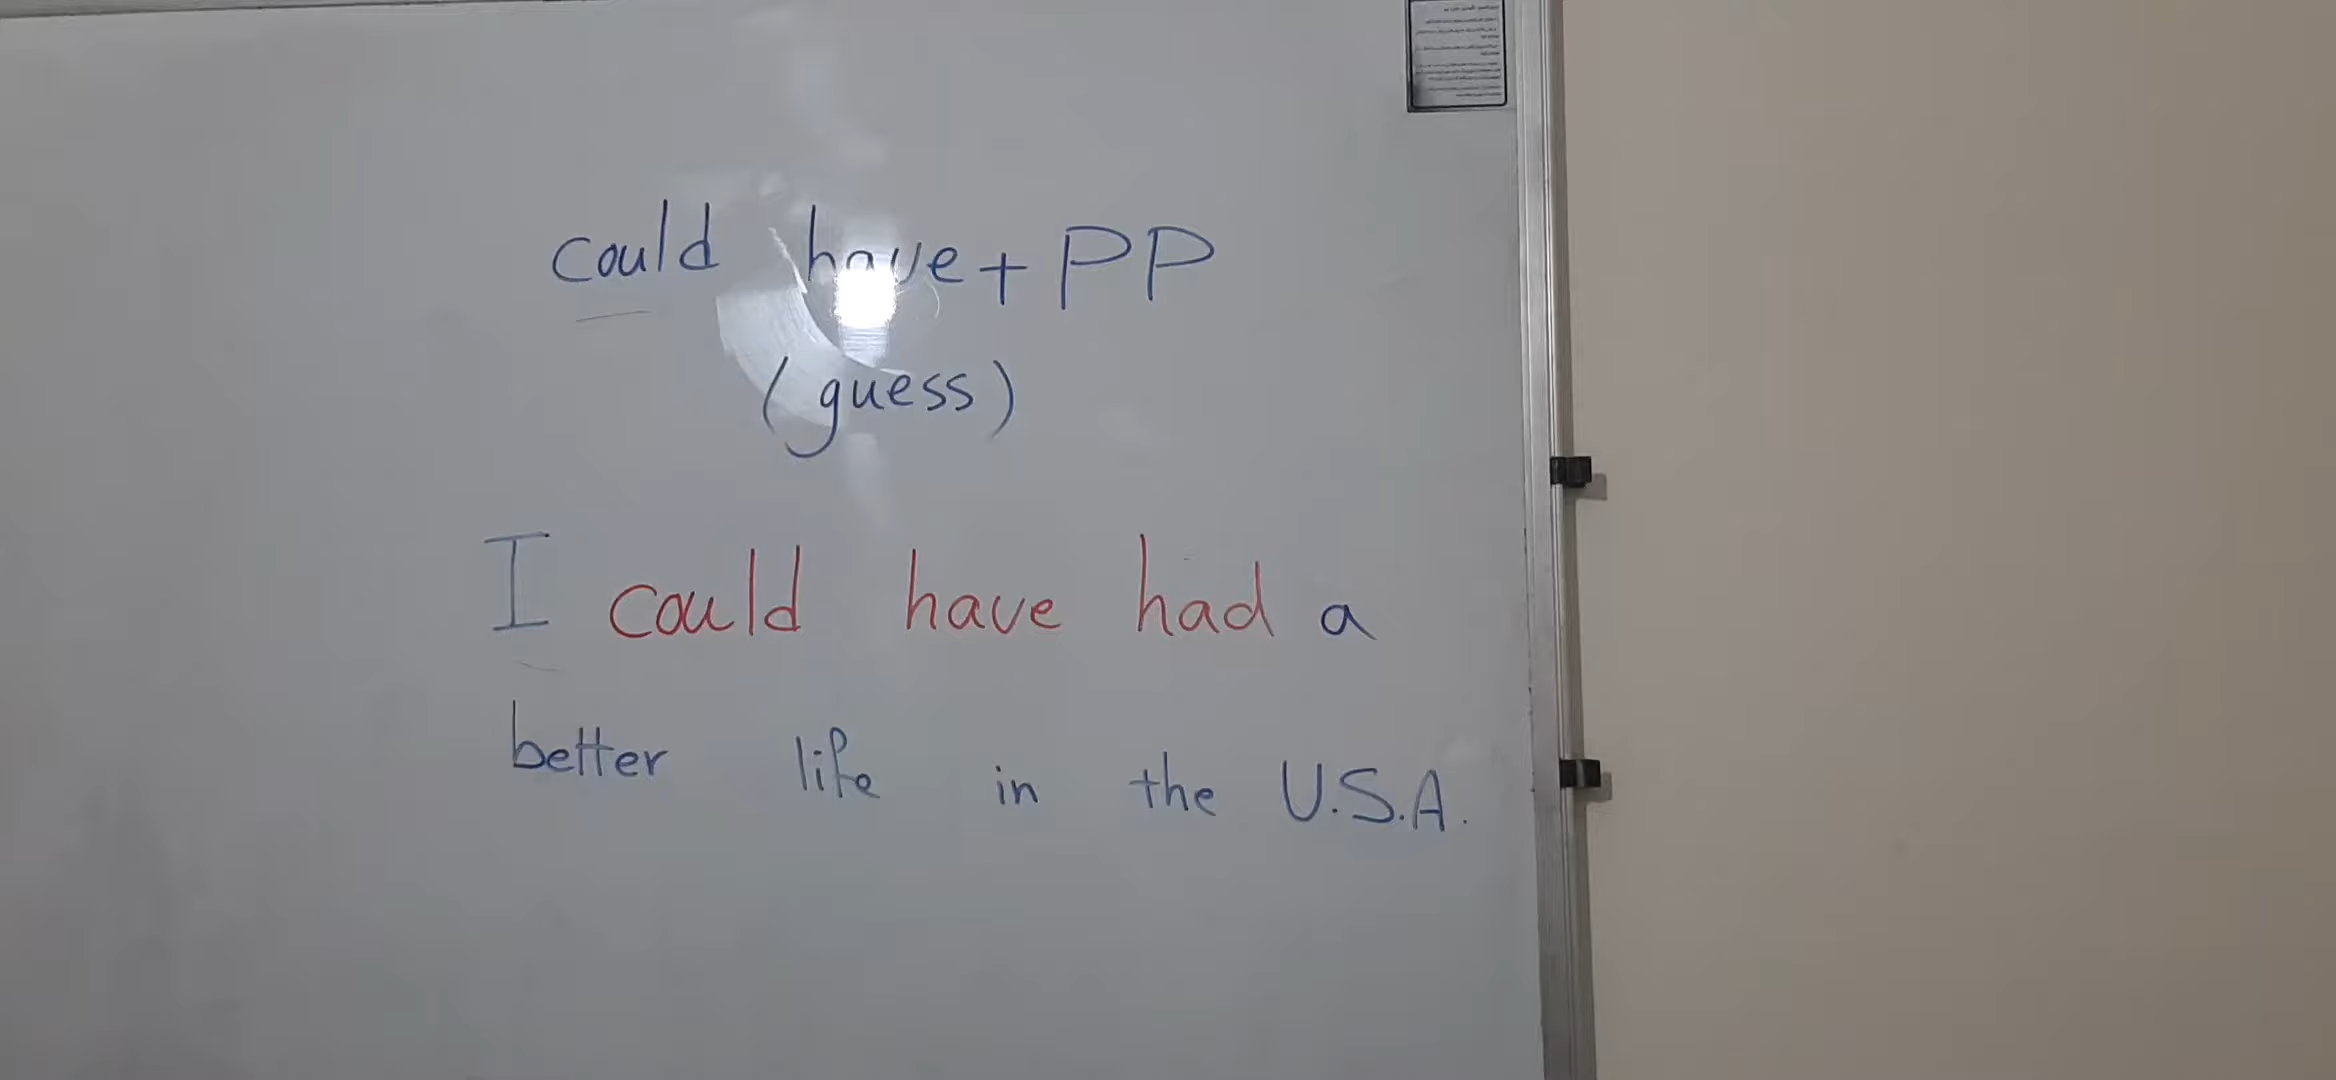 could have + PP
(guess)
I could have had a
better life in the U.S.A.